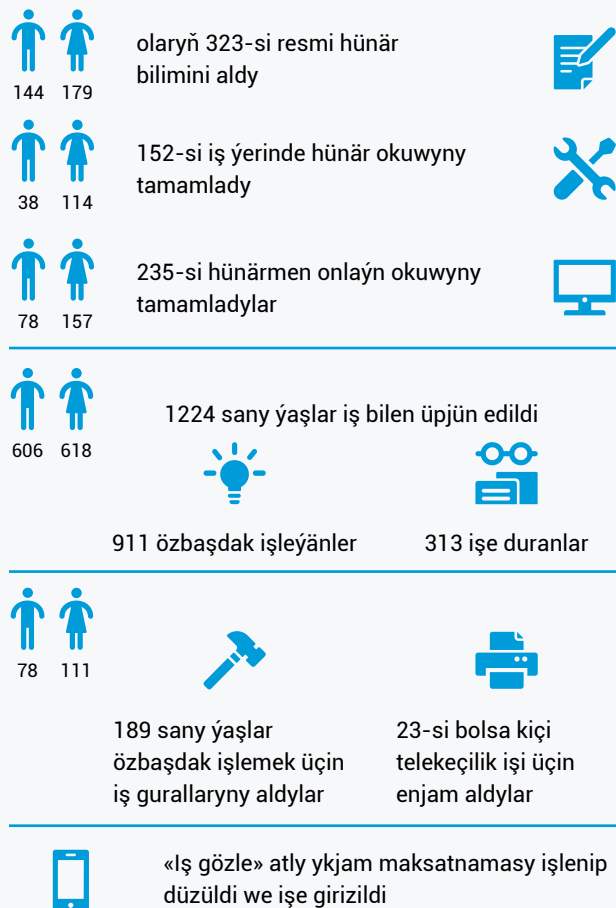 olaryň 323-si resmi hünär
bilimini aldy
144 179
152-si iş ýerinde hünär okuwyny
tamamlady
38 114
235-si hünärmen onlaýn okuwyny
tamamladylar
78 157
1224 sany ýaşlar iş bilen üpjün edildi
606 618
911 özbaşdak işleýänler
313 işe duranlar
78 111
189 sany ýaşlar
özbaşdak işlemek üçin
iş gurallaryny aldylar
23-si bolsa kiçi
telekeçilik işi üçin
enjam aldylar
«Iş gözle» atly ykjam maksatnamasy işlenip
düzüldi we işe girizildi